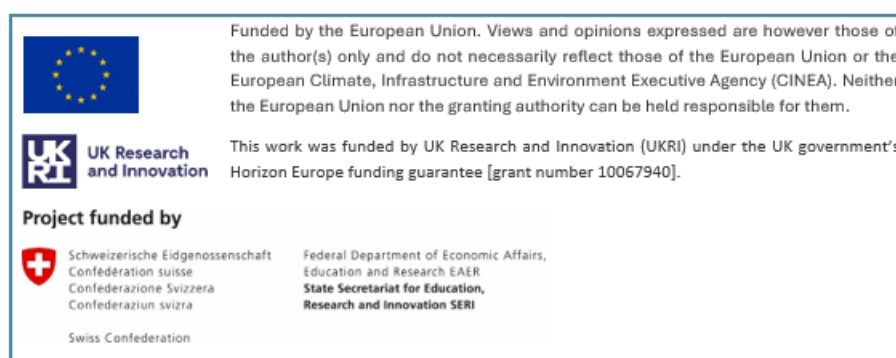 Funded by the European Union. Views and opinions expressed are however those of
the author(s) only and do not necessarily reflect those of the European Union or the
European Climate, Infrastructure and Environment Executive Agency (CINEA). Neither
the European Union nor the granting authority can be held responsible for them.
UK
RI
UK Research
and Innovation
This work was funded by UK Research and Innovation (UKRI) under the UK government's
Horizon Europe funding guarantee [grant number 10067940].
Project funded by
Schweizerische Eidgenossenschaft
Confédération suisse
Confederazione Svizzera
Confederaziun svizra
Swiss Confederation
Federal Department of Economic Affairs,
Education and Research EAER
State Secretariat for Education,
Research and Innovation SERI